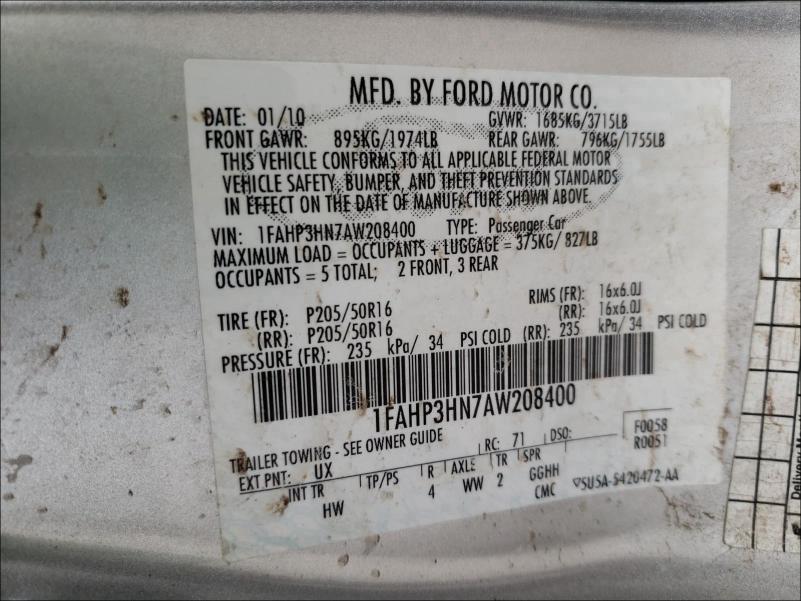 MFD. BY FORD MOTOR CO.
DATE: 01/10 GVWR: 1685KG/3715LB
FRONT GAWR: 895KG/1974LB REAR GAWR: 796KG/1755LB
THIS VEHICLE CONFORMS TO ALL APPLICABLE FEDERAL MOTOR
VEHICLE SAFETY, BUMPER, AND THEFT PREVENTION STANDARDS
IN EFFECT ON THE DATE OF MANUFACTURE SHOWN ABOVE.
VIN: 1FAHP3HN7AW208400 TYPE: Passenger Car
MAXIMUM LOAD = OCCUPANTS + LUGGAGE = 375KG/ 827LB
OCCUPANTS = 5 TOTAL; 2 FRONT, 3 REAR
TIRE (FR): P205/50R16 RIMS (FR): 16x6.0J
(RR): P205/50R16 (RR): 16x6.0J
PRESSURE (FR): 235 kPa/ 34 PSI COLD (RR): 235 kPa/ 34 PSI COLD
1FAHP3HN7AW208400
TRAILER TOWING - SEE OWNER GUIDE RC: 71 DSO: F0058
R0051
EXT PNT: UX
INT TR TP/PS R AXLE TR SPR
HW 4 WW 2 GGHH
CMC
5U5A-5420472-AA